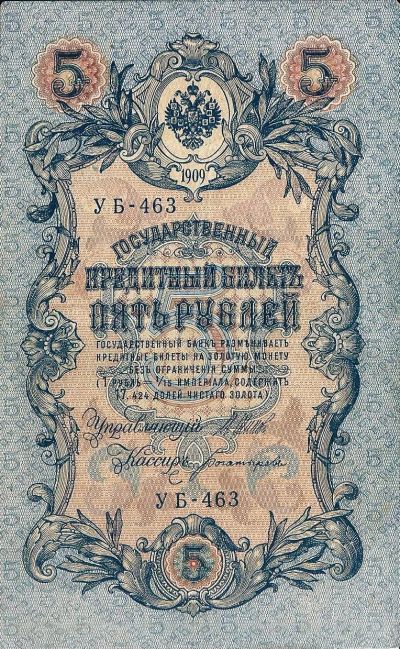 5 5
1909
УБ-463
ГОСУДАРСТВЕННЫЙ
КРЕДИТНЫЙ БИЛЕТЪ
ПЯТЬ РУБЛЕЙ
ГОСУДАРСТВЕННЫЙ БАНКЪ РАЗМѢНИВАЕТЪ
КРЕДИТНЫЕ БИЛЕТЫ НА ЗОЛОТУЮ МОНЕТУ
БЕЗЪ ОГРАНИЧЕНІЯ СУММЫ
(1 РУБЛЬ = 1/15 ИМПЕРІАЛА, СОДЕРЖИТЪ
17,424 ДОЛЕЙ ЧИСТАГО ЗОЛОТА)
Управляющій
Кассиръ
УБ-463
5